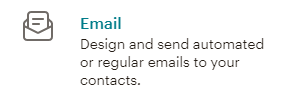 Email
Design and send automated
or regular emails to your
contacts.